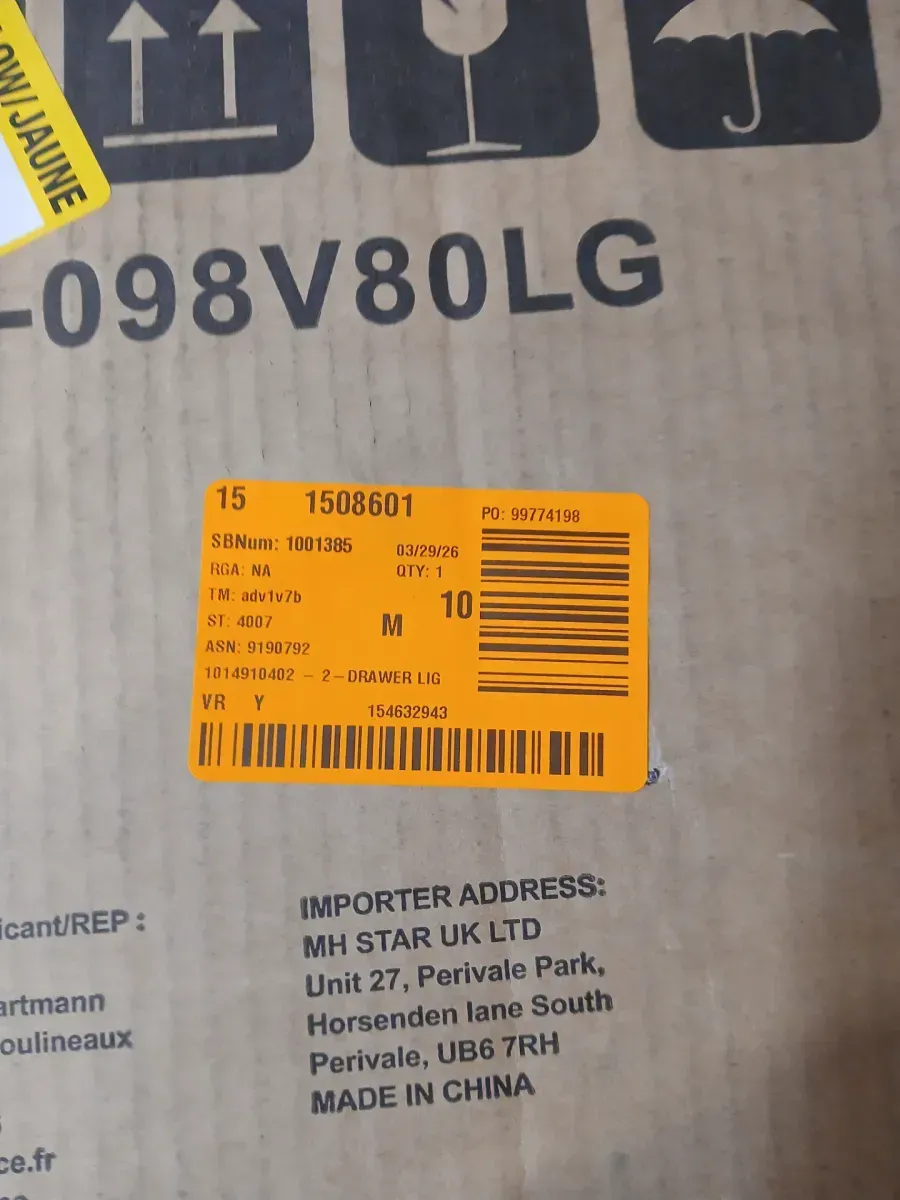 OW/JAUNE
-098V80LG
15 1508601 PO: 99774198
SBNum: 1001385 03/29/26
RGA: NA QTY: 1
TM: adv1v7b
10
ST: 4007 M
ASN: 9190792
1014910402 - 2-DRAWER LIG
VR Y 154632943
icant/REP :
artmann
oulineaux
ce.fr
IMPORTER ADDRESS:
MH STAR UK LTD
Unit 27, Perivale Park,
Horsenden lane South
Perivale, UB6 7RH
MADE IN CHINA